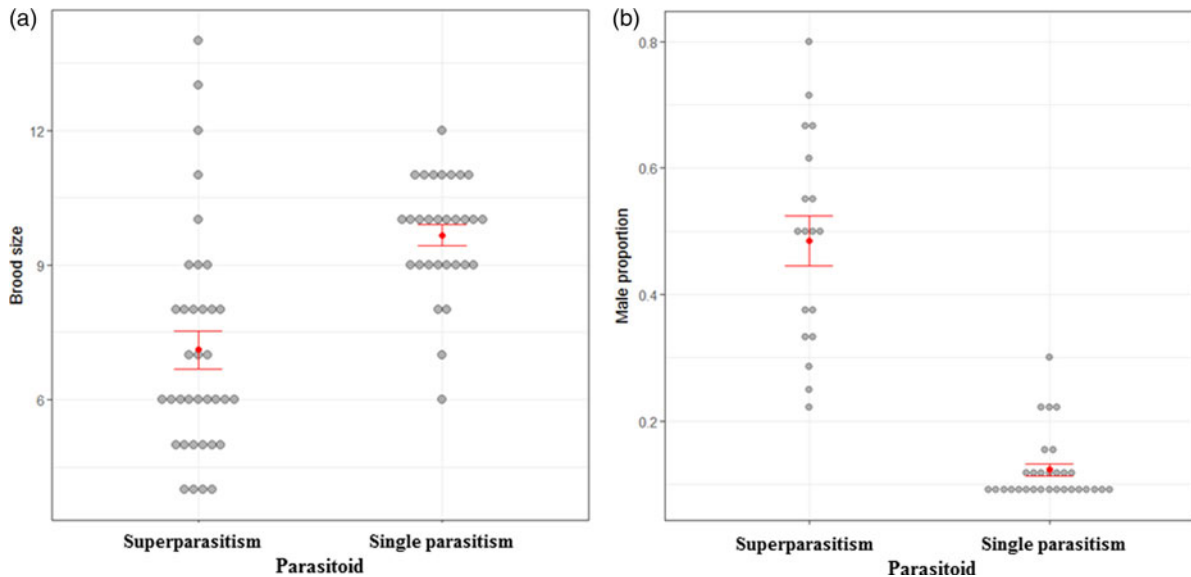 (a)
Brood size
12
9
6
Superparasitism Single parasitism
Parasitoid
(b)
Male proportion
0.8
0.6
0.4
0.2
Superparasitism Single parasitism
Parasitoid